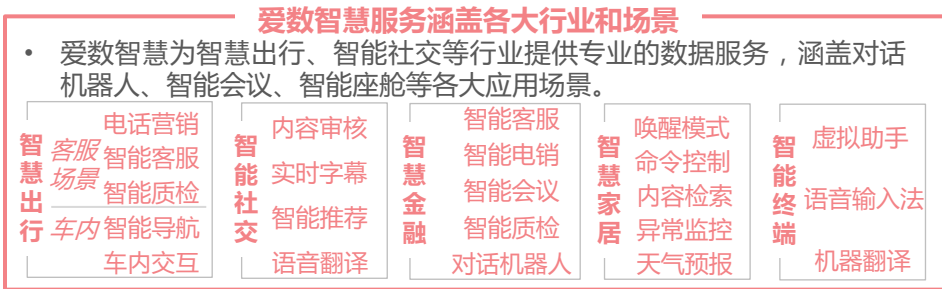 爱数智慧服务涵盖各大行业和场景
• 爱数智慧为智慧出行、智能社交等行业提供专业的数据服务，涵盖对话
机器人、智能会议、智能座舱等各大应用场景。
智慧出行
客服场景
电话营销
智能客服
智能质检
车内
智能导航
车内交互
智能社交
内容审核
实时字幕
智能推荐
语音翻译
智慧金融
智能客服
智能电销
智能会议
智能质检
对话机器人
智慧家居
唤醒模式
命令控制
内容检索
异常监控
天气预报
智能终端
虚拟助手
语音输入法
机器翻译